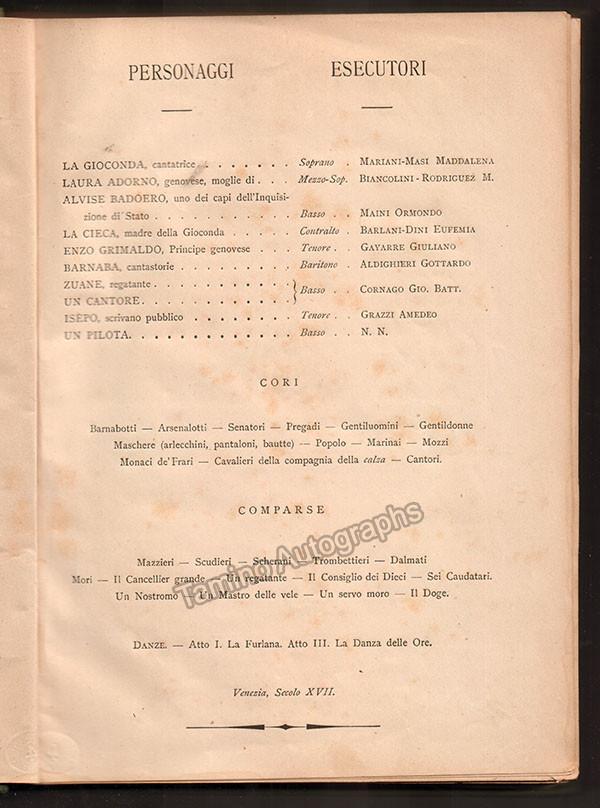 PERSONAGGI ESECUTORI
LA GIOCONDA, cantatrice . . . . . . . Soprano . MARIANI-MASI MADDALENA
LAURA ADORNO, genovese, moglie di . . . Mezzo-Sop. BIANCOLINI-RODRIGUEZ M.
ALVISE BADOERO, uno dei capi dell'Inquisi-
zione di Stato . . . . . . . . . . Basso . . MAINI ORMONDO
LA CIECA, madre della Gioconda . . . . . Contralto . BARLANI-DINI EUFEMIA
ENZO GRIMALDO, Principe genovese . . . Tenore . . GAYARRE GIULIANO
BARNABA, cantastorie . . . . . . . . . Baritono . ALDIGHIERI GOTTARDO
ZUANE, regatante . . . . . . . . . .
} Basso . . CORNAGO GIO. BATT.
UN CANTORE. . . . . . . . . . .
ISÈPO, scrivano pubblico . . . . . . . . Tenore . . GRAZZI AMEDEO
UN PILOTA. . . . . . . . . . . . Basso . . N. N.
CORI
Barnabotti — Arsenalotti — Senatori — Pregadi — Gentiluomini — Gentildonne
Maschere (arlecchini, pantaloni, bautte) — Popolo — Marinai — Mozzi
Monaci de' Frari — Cavalieri della compagnia della calza — Cantori.
COMPARSE
Mazzieri — Scudieri — Scherani — Trombettieri — Dalmati
Mori — Il Cancellier grande — Un regatante — Il Consiglio dei Dieci — Sei Caudatari.
Un Nostromo — Un Mastro delle vele — Un servo moro — Il Doge.
Tamino Autographs
DANZE. — Atto I. La Furlana. Atto III. La Danza delle Ore.
Venezia, Secolo XVII.